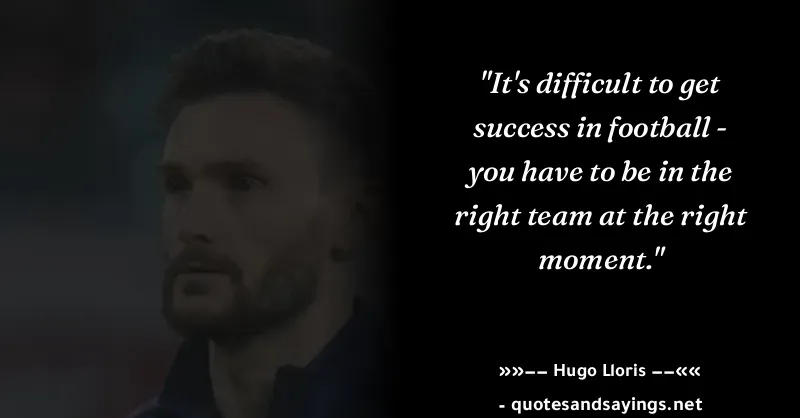 "It's difficult to get
success in football -
you have to be in the
right team at the right
moment."
»»−− Hugo Lloris −−««
- quotesandsayings.net